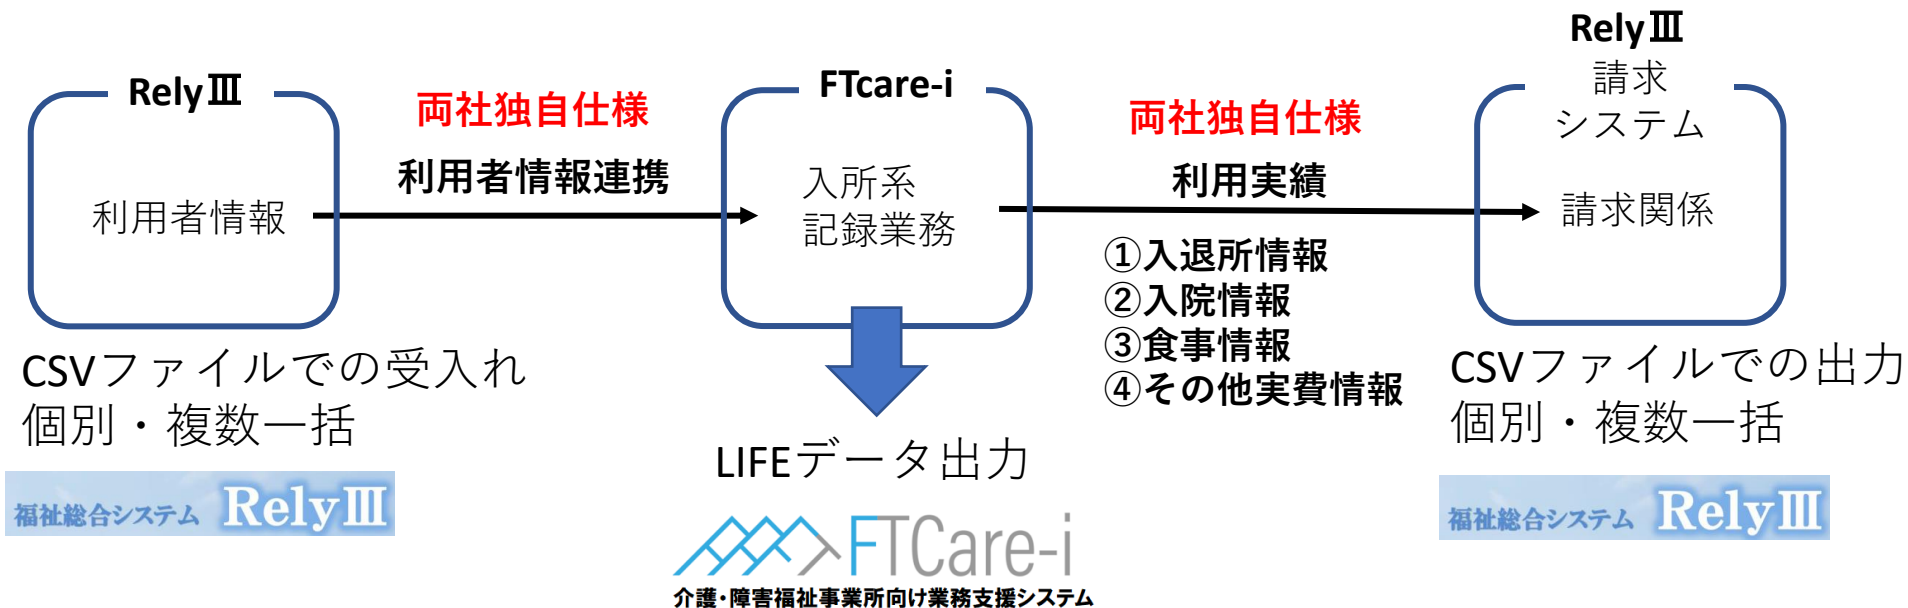 RelyⅢ
利用者情報
両社独自仕様
利用者情報連携
FTcare-i
入所系
記録業務
両社独自仕様
利用実績
①入退所情報
②入院情報
③食事情報
④その他実費情報
RelyⅢ
請求
システム
請求関係
CSVファイルでの受入れ
個別・複数一括
福祉総合システム RelyⅢ
LIFEデータ出力
FTCare-i
介護・障害福祉事業所向け業務支援システム
CSVファイルでの出力
個別・複数一括
福祉総合システム RelyⅢ